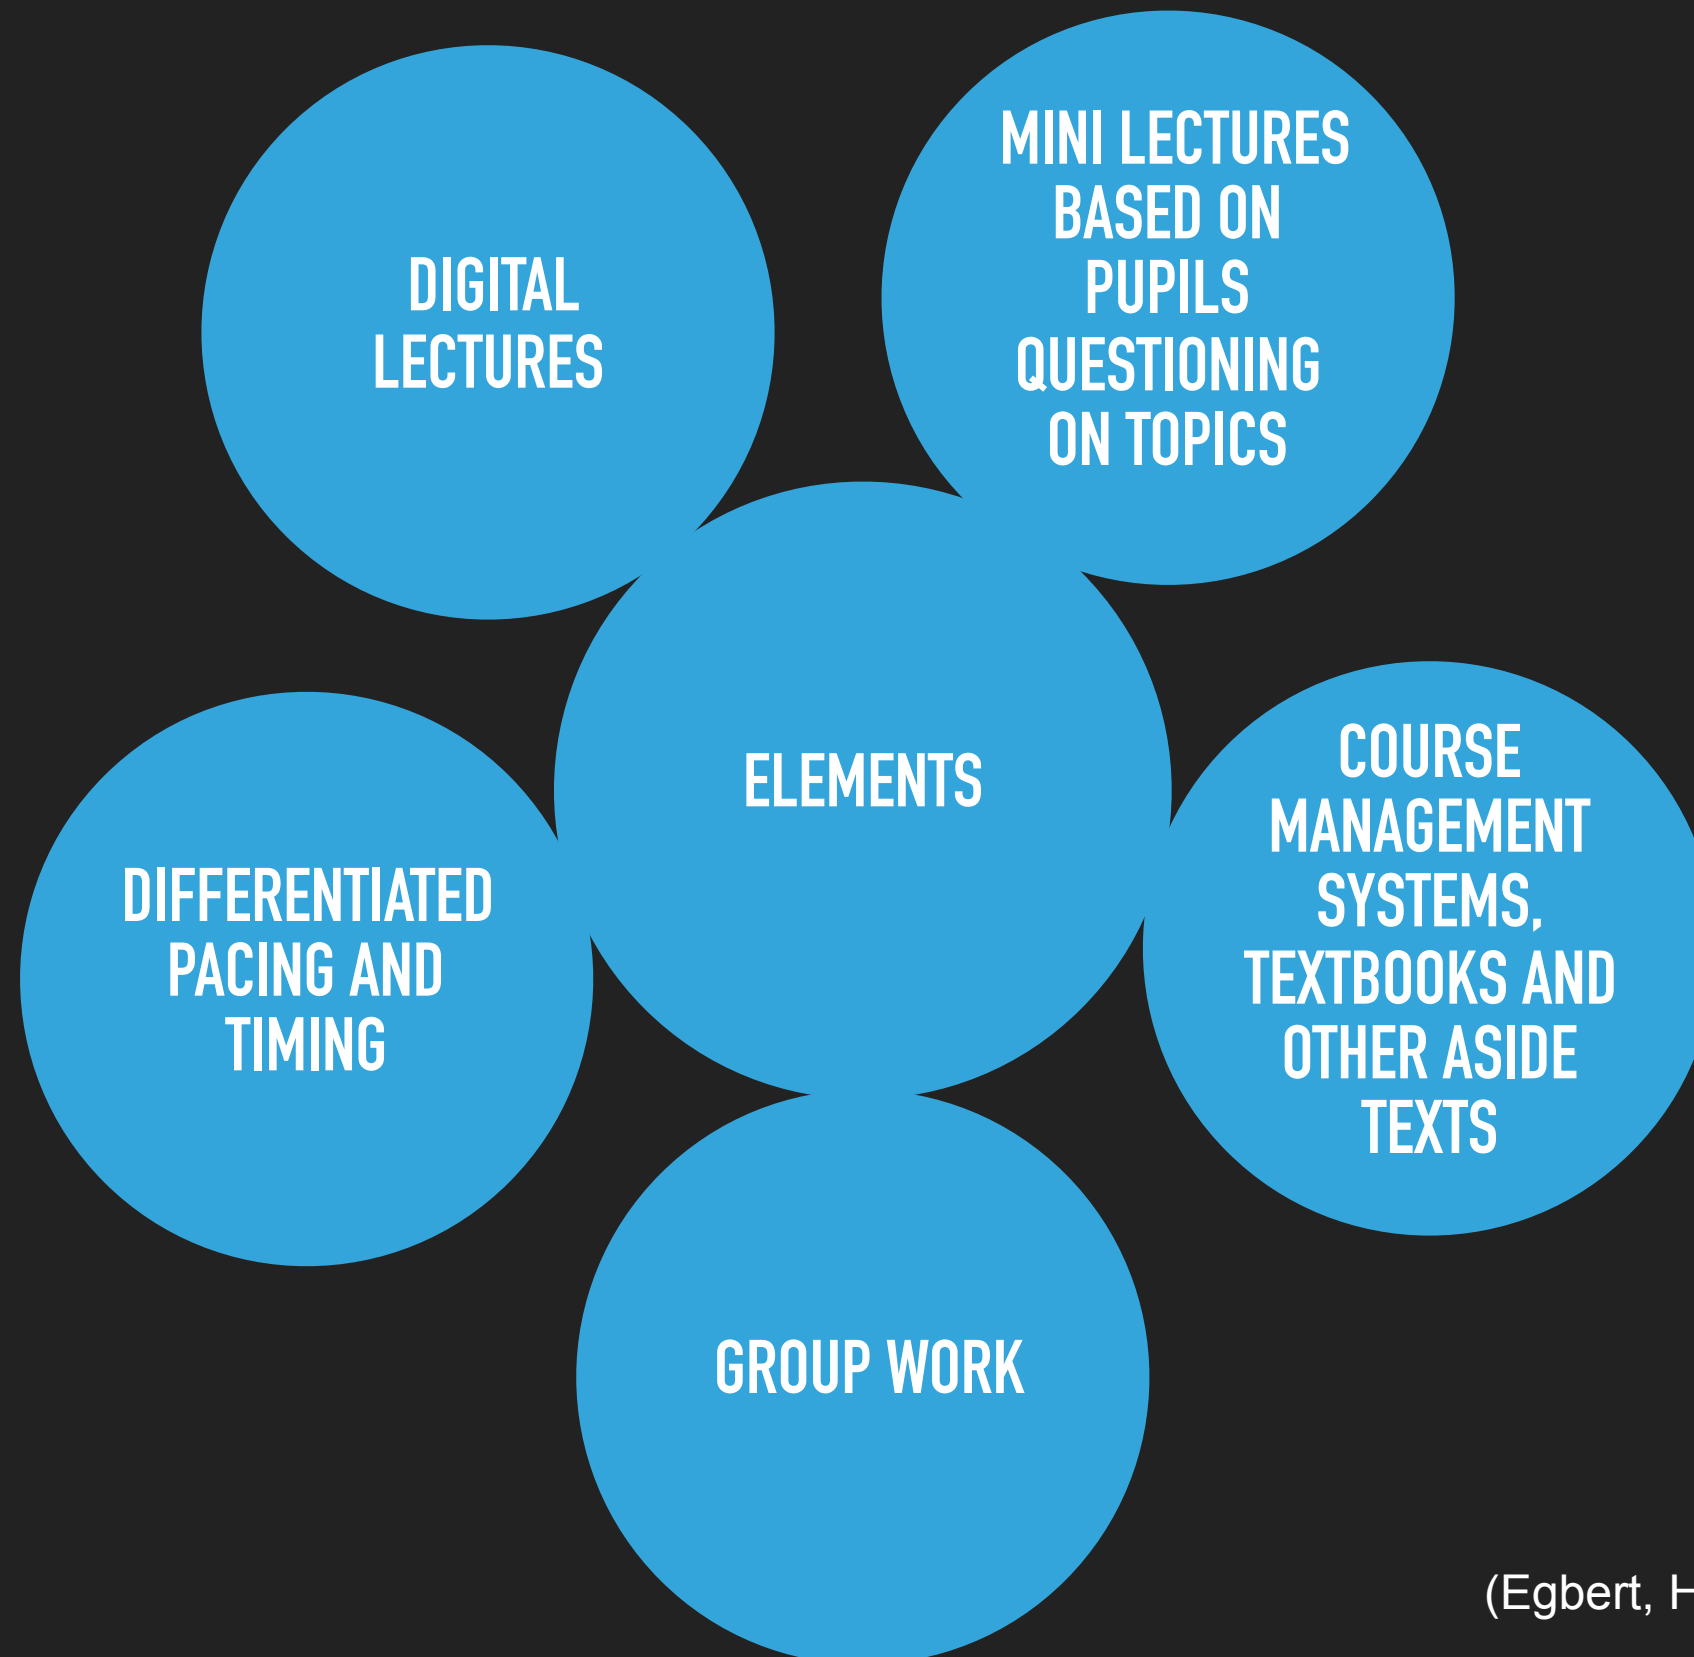 DIGITAL
LECTURES
MINI LECTURES
BASED ON
PUPILS
QUESTIONING
ON TOPICS
ELEMENTS
COURSE
MANAGEMENT
SYSTEMS,
TEXTBOOKS AND
OTHER ASIDE
TEXTS
DIFFERENTIATED
PACING AND
TIMING
GROUP WORK
(Egbert, H